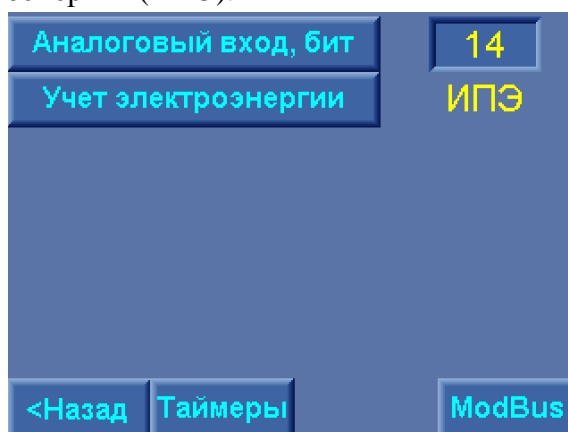 Аналоговый вход, бит 14
Учет электроэнергии ИПЭ
<Назад Таймеры ModBus